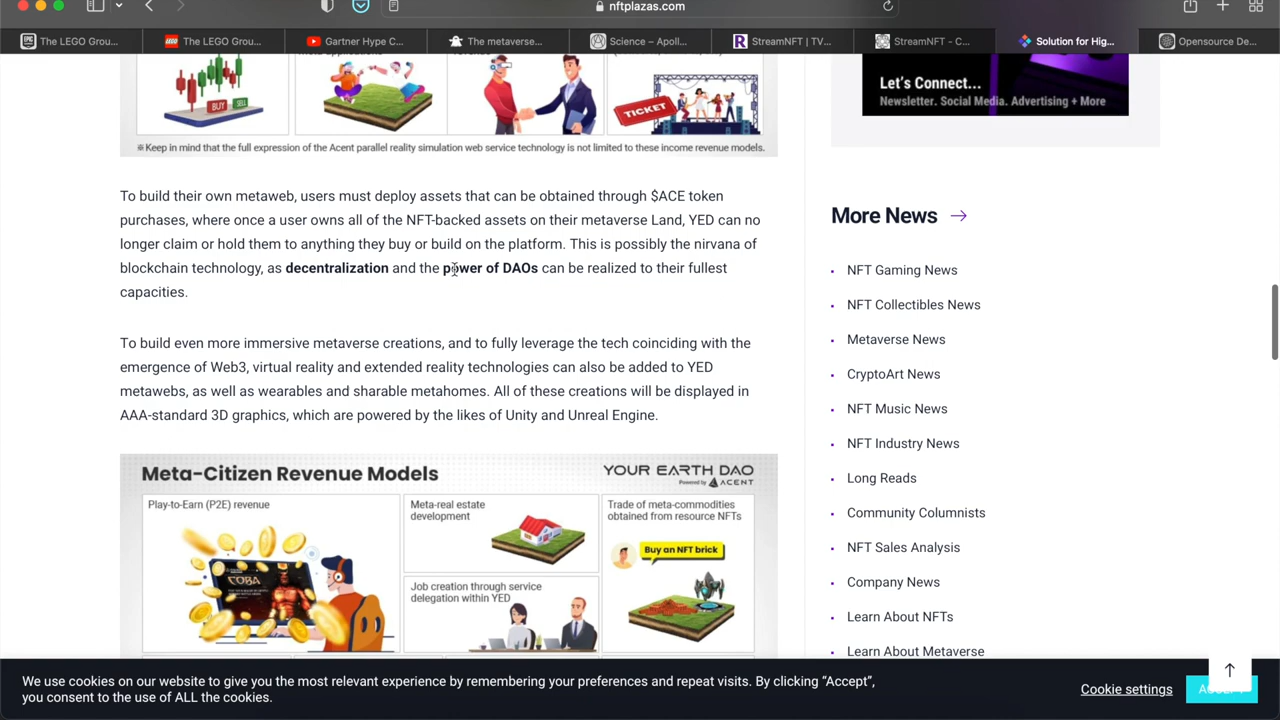 nftplazas.com
The LEGO Grou...
The LEGO Grou...
Gartner Hype C...
The metaverse...
Science – Apoll...
StreamNFT | TV...
StreamNFT - C...
Solution for Hig...
Opensource De...
BUY
SELL
TICKET
※Keep in mind that the full expression of the Acent parallel reality simulation web service technology is not limited to these income revenue models.
To build their own metaweb, users must deploy assets that can be obtained through $ACE token
purchases, where once a user owns all of the NFT-backed assets on their metaverse Land, YED can no
longer claim or hold them to anything they buy or build on the platform. This is possibly the nirvana of
blockchain technology, as decentralization and the power of DAOs can be realized to their fullest
capacities.
To build even more immersive metaverse creations, and to fully leverage the tech coinciding with the
emergence of Web3, virtual reality and extended reality technologies can also be added to YED
metawebs, as well as wearables and sharable metahomes. All of these creations will be displayed in
AAA-standard 3D graphics, which are powered by the likes of Unity and Unreal Engine.
Meta-Citizen Revenue Models
YOUR EARTH DAO
Powered by ACENT
Play-to-Earn (P2E) revenue
COBA
Meta-real estate
development
Job creation through service
delegation within YED
Trade of meta-commodities
obtained from resource NFTs
Buy an NFT brick
Let's Connect...
Newsletter. Social Media. Advertising + More
More News
NFT Gaming News
NFT Collectibles News
Metaverse News
CryptoArt News
NFT Music News
NFT Industry News
Long Reads
Community Columnists
NFT Sales Analysis
Company News
Learn About NFTs
Learn About Metaverse
We use cookies on our website to give you the most relevant experience by remembering your preferences and repeat visits. By clicking “Accept”,
you consent to the use of ALL the cookies.
Cookie settings
ACCEPT